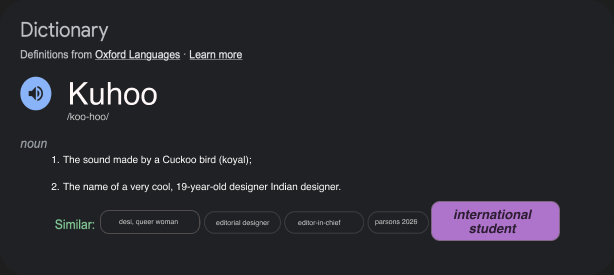 Dictionary
Definitions from Oxford Languages · Learn more
Kuhoo
/koo-hoo/
noun
1. The sound made by a Cuckoo bird (koyal);
2. The name of a very cool, 19-year-old designer Indian designer.
Similar: desi, queer woman editorial designer editor-in-chief parsons 2026 international student